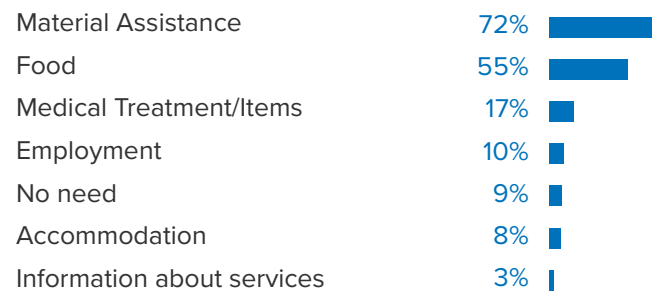 Material Assistance 72%
Food 55%
Medical Treatment/Items 17%
Employment 10%
No need 9%
Accommodation 8%
Information about services 3%